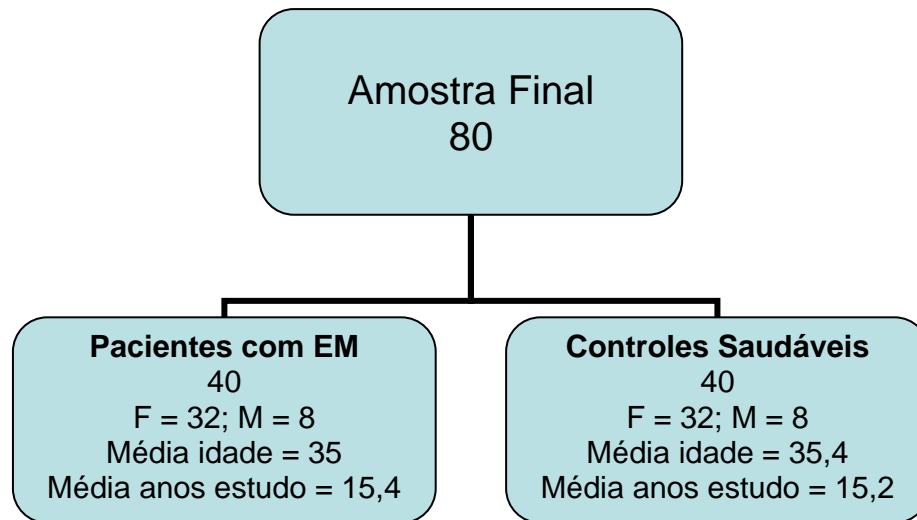 Amostra Final
80
Pacientes com EM
40
F = 32; M = 8
Média idade = 35
Média anos estudo = 15,4
Controles Saudáveis
40
F = 32; M = 8
Média idade = 35,4
Média anos estudo = 15,2